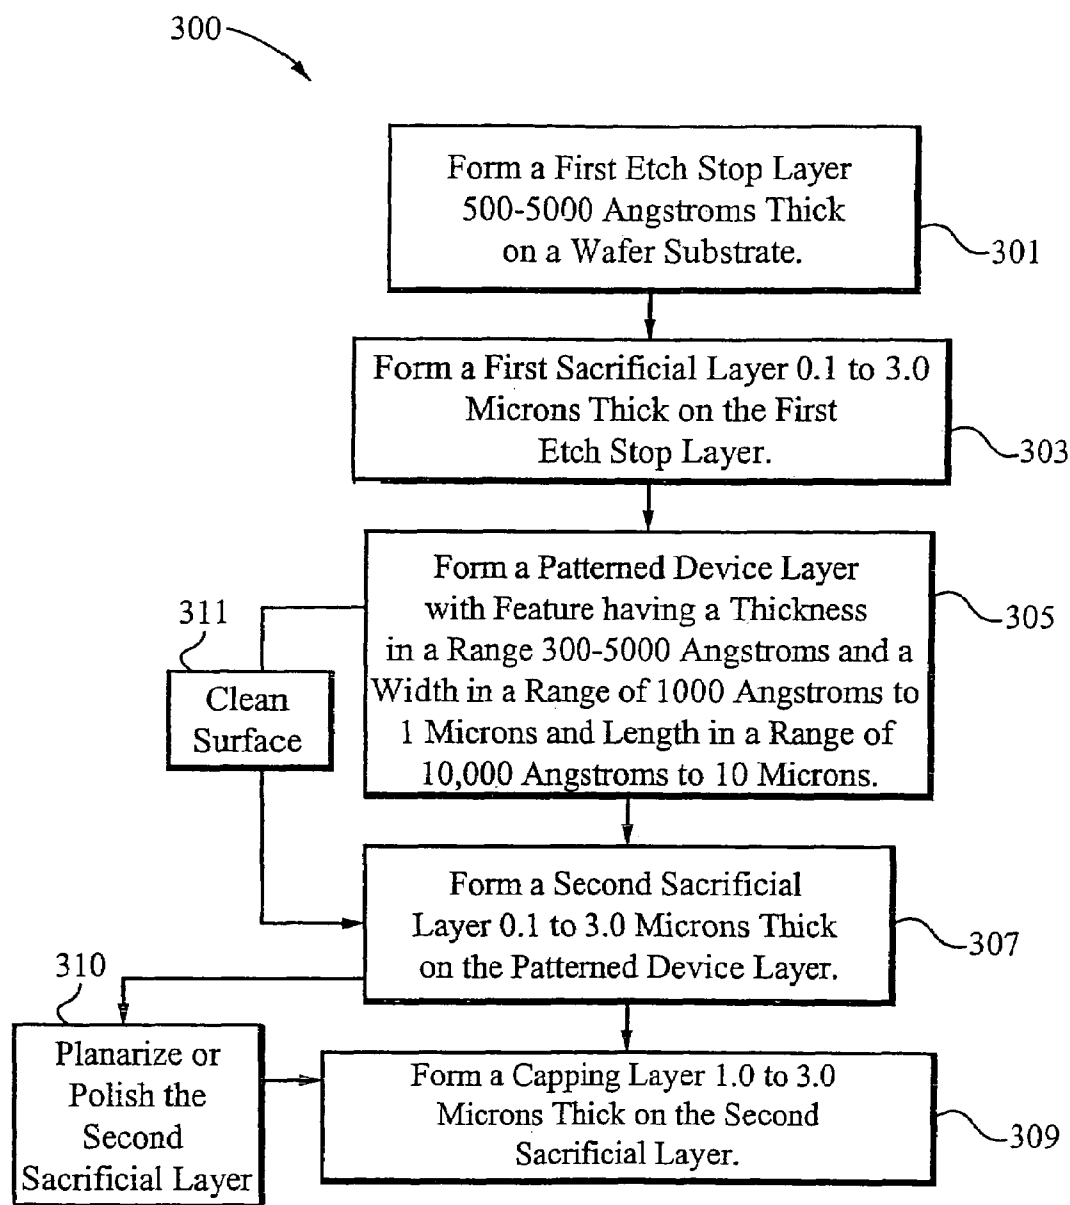 300
Form a First Etch Stop Layer
500-5000 Angstroms Thick
on a Wafer Substrate.
301
Form a First Sacrificial Layer 0.1 to 3.0
Microns Thick on the First
Etch Stop Layer.
303
Form a Patterned Device Layer
with Feature having a Thickness
in a Range 300-5000 Angstroms and a
Width in a Range of 1000 Angstroms to
1 Microns and Length in a Range of
10,000 Angstroms to 10 Microns.
305
311
Clean
Surface
Form a Second Sacrificial
Layer 0.1 to 3.0 Microns Thick
on the Patterned Device Layer.
307
310
Planarize or
Polish the
Second
Sacrificial Layer
Form a Capping Layer 1.0 to 3.0
Microns Thick on the Second
Sacrificial Layer.
309